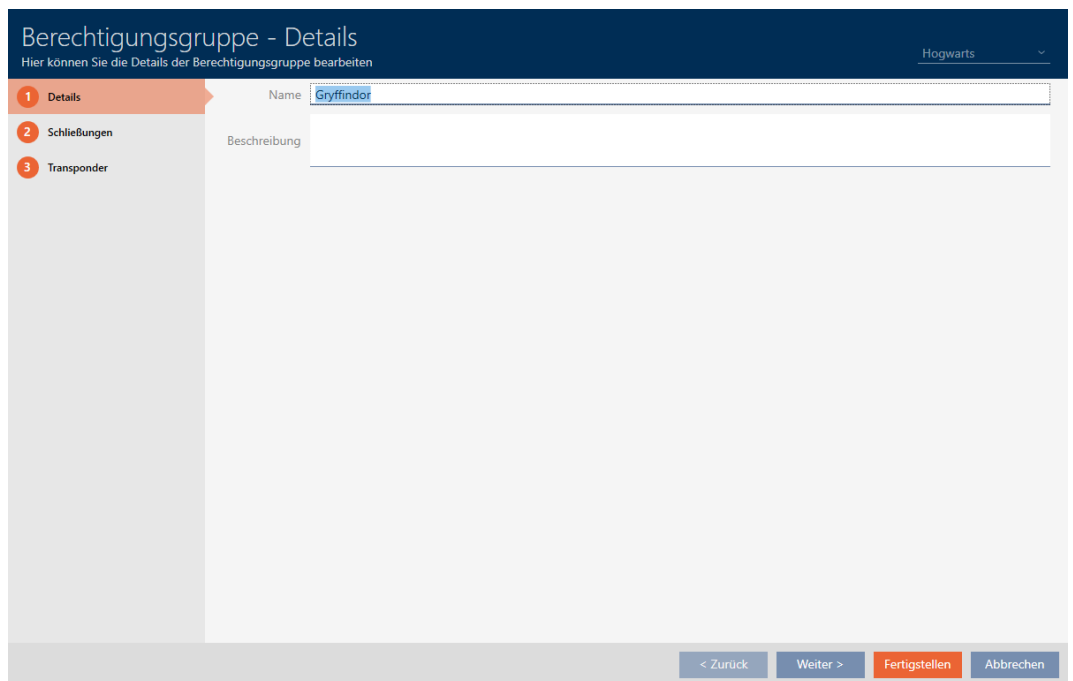 Berechtigungsgruppe - Details
Hier können Sie die Details der Berechtigungsgruppe bearbeiten
Hogwarts
1 Details
2 Schließungen
3 Transponder
Name Gryffindor
Beschreibung
< Zurück Weiter > Fertigstellen Abbrechen